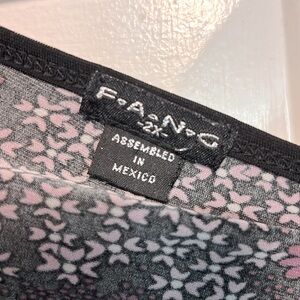 F.A.N.G
-2X-
ASSEMBLED
IN
MEXICO